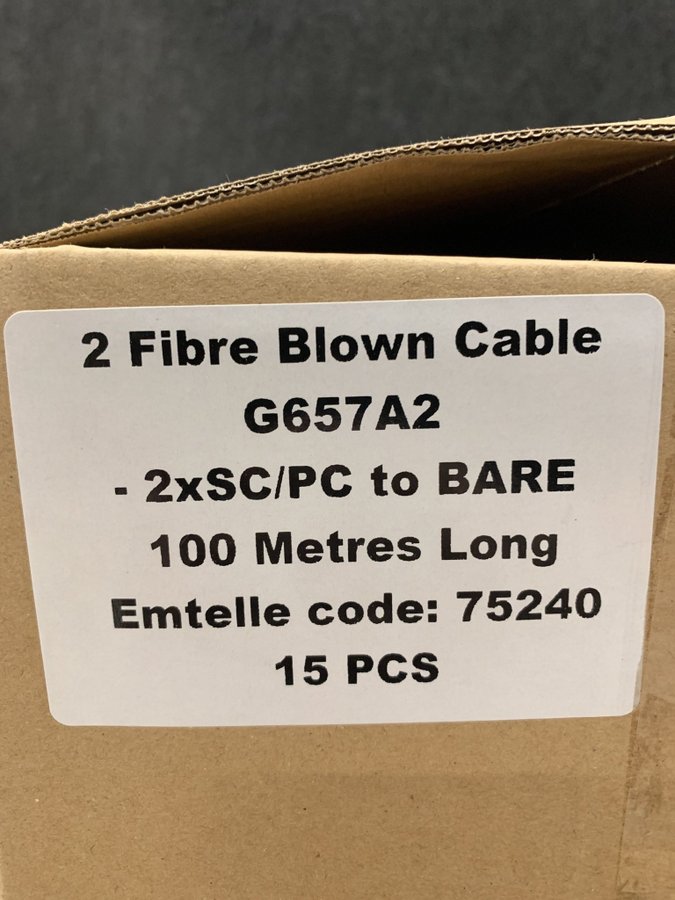 2 Fibre Blown Cable
G657A2
- 2xSC/PC to BARE
100 Metres Long
Emtelle code: 75240
15 PCS